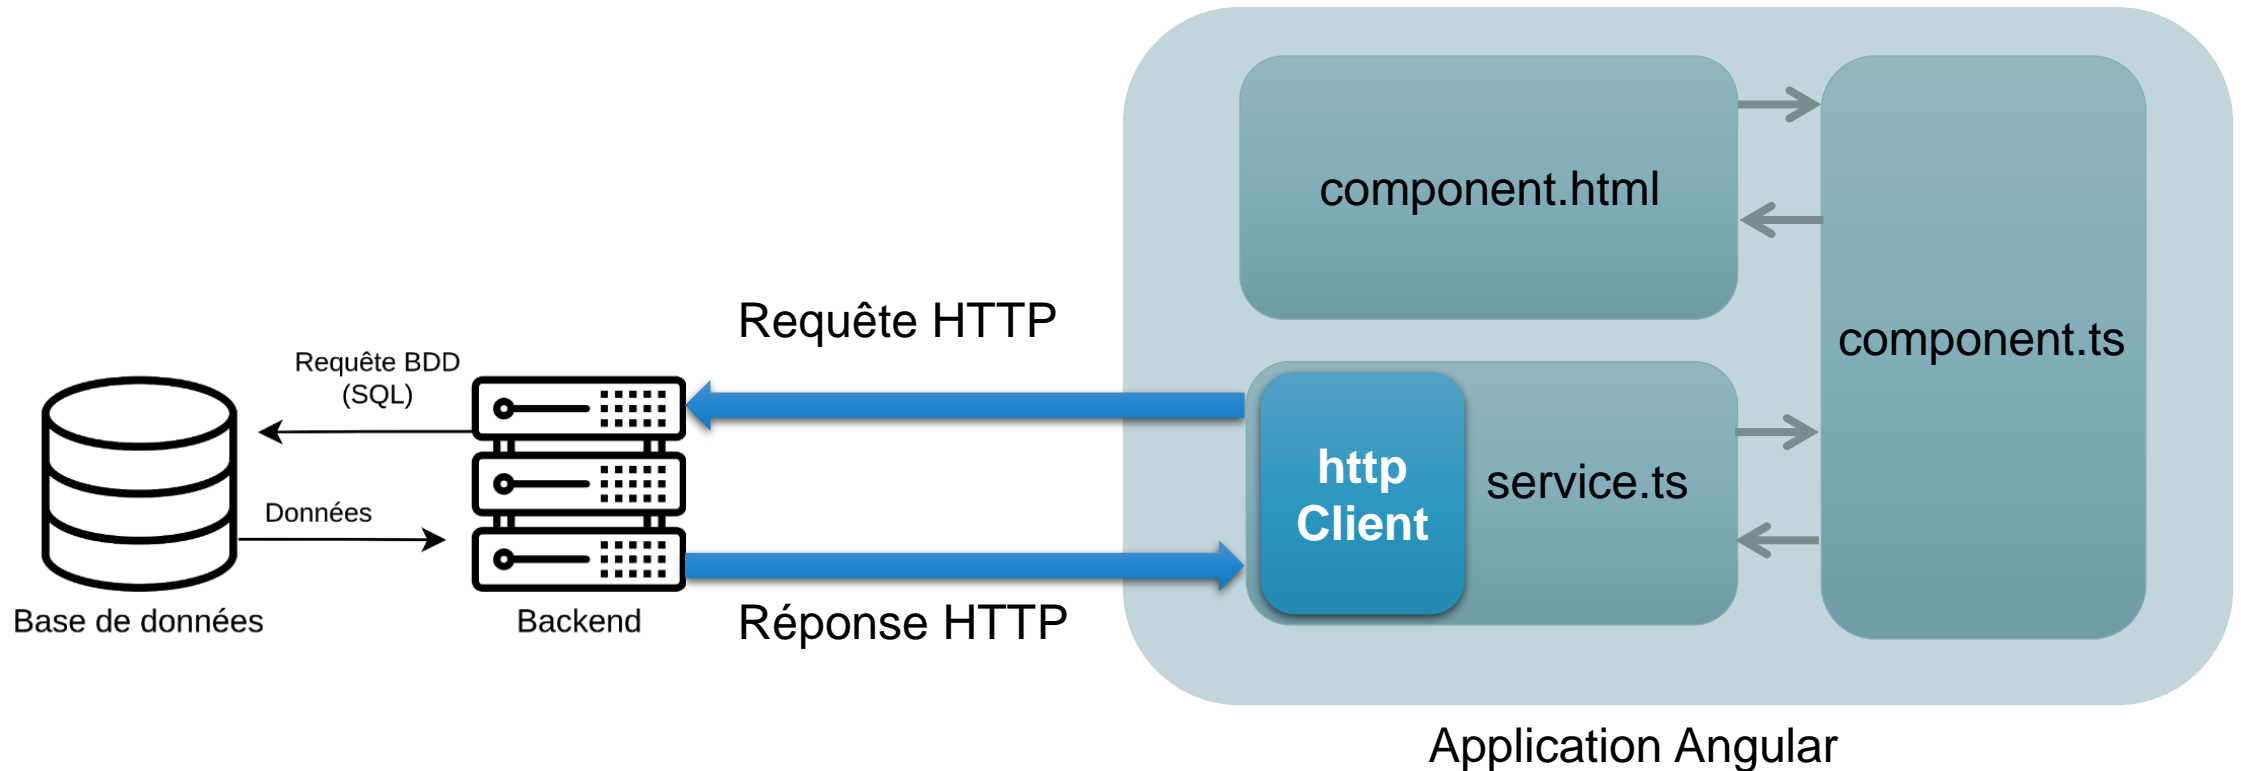 component.html
component.ts
Requête HTTP
Requête BDD
(SQL)
http
Client
service.ts
Données
Base de données
Backend
Réponse HTTP
Application Angular